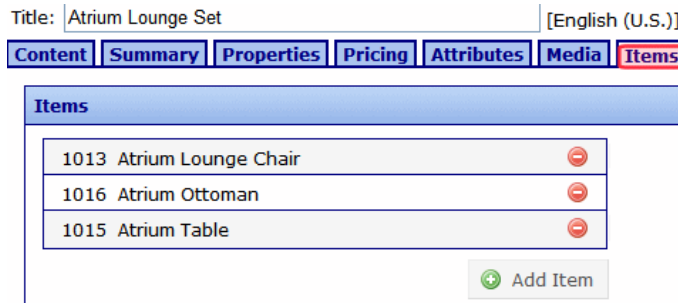 Title: Atrium Lounge Set [English (U.S.)]
Content Summary Properties Pricing Attributes Media Items
Items
1013 Atrium Lounge Chair
1016 Atrium Ottoman
1015 Atrium Table
Add Item